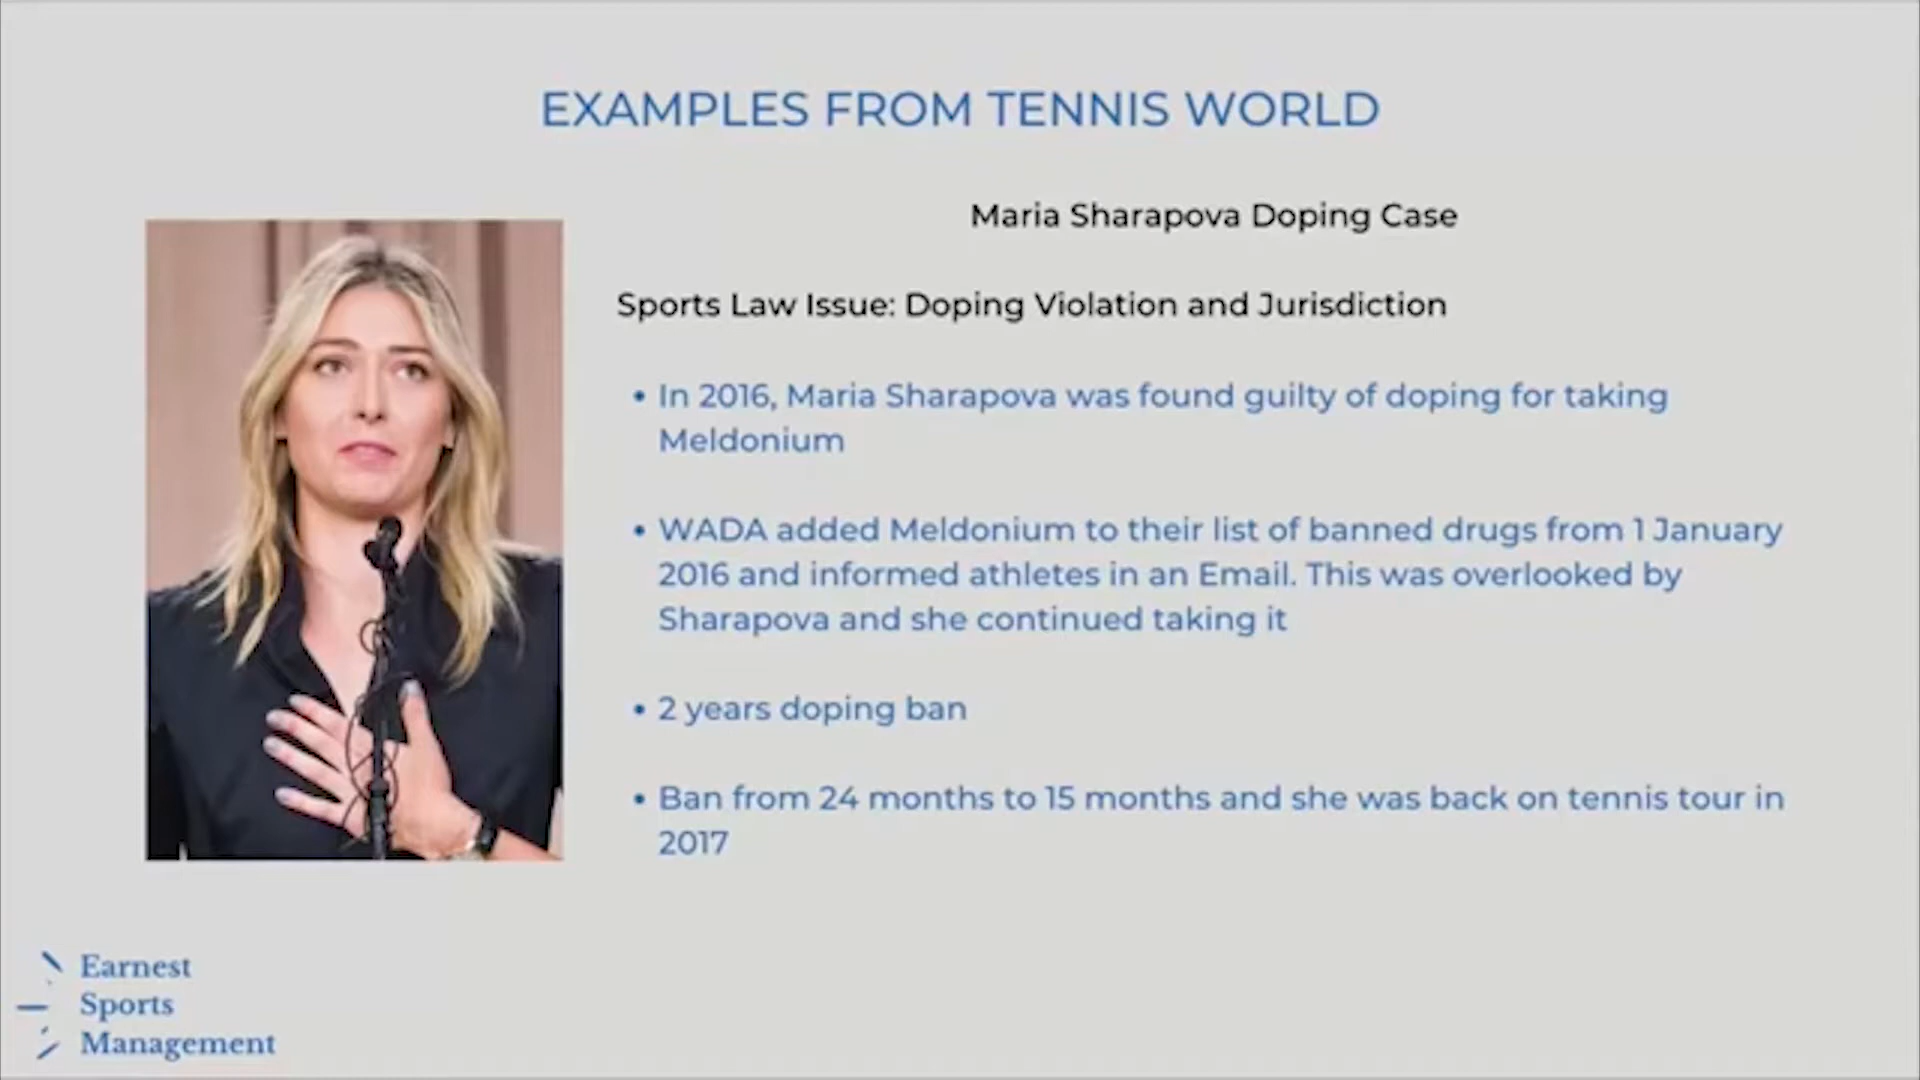 EXAMPLES FROM TENNIS WORLD
Maria Sharapova Doping Case
Sports Law Issue: Doping Violation and Jurisdiction
• In 2016, Maria Sharapova was found guilty of doping for taking
Meldonium
• WADA added Meldonium to their list of banned drugs from 1 January
2016 and informed athletes in an Email. This was overlooked by
Sharapova and she continued taking it
• 2 years doping ban
• Ban from 24 months to 15 months and she was back on tennis tour in
2017
Earnest
Sports
Management